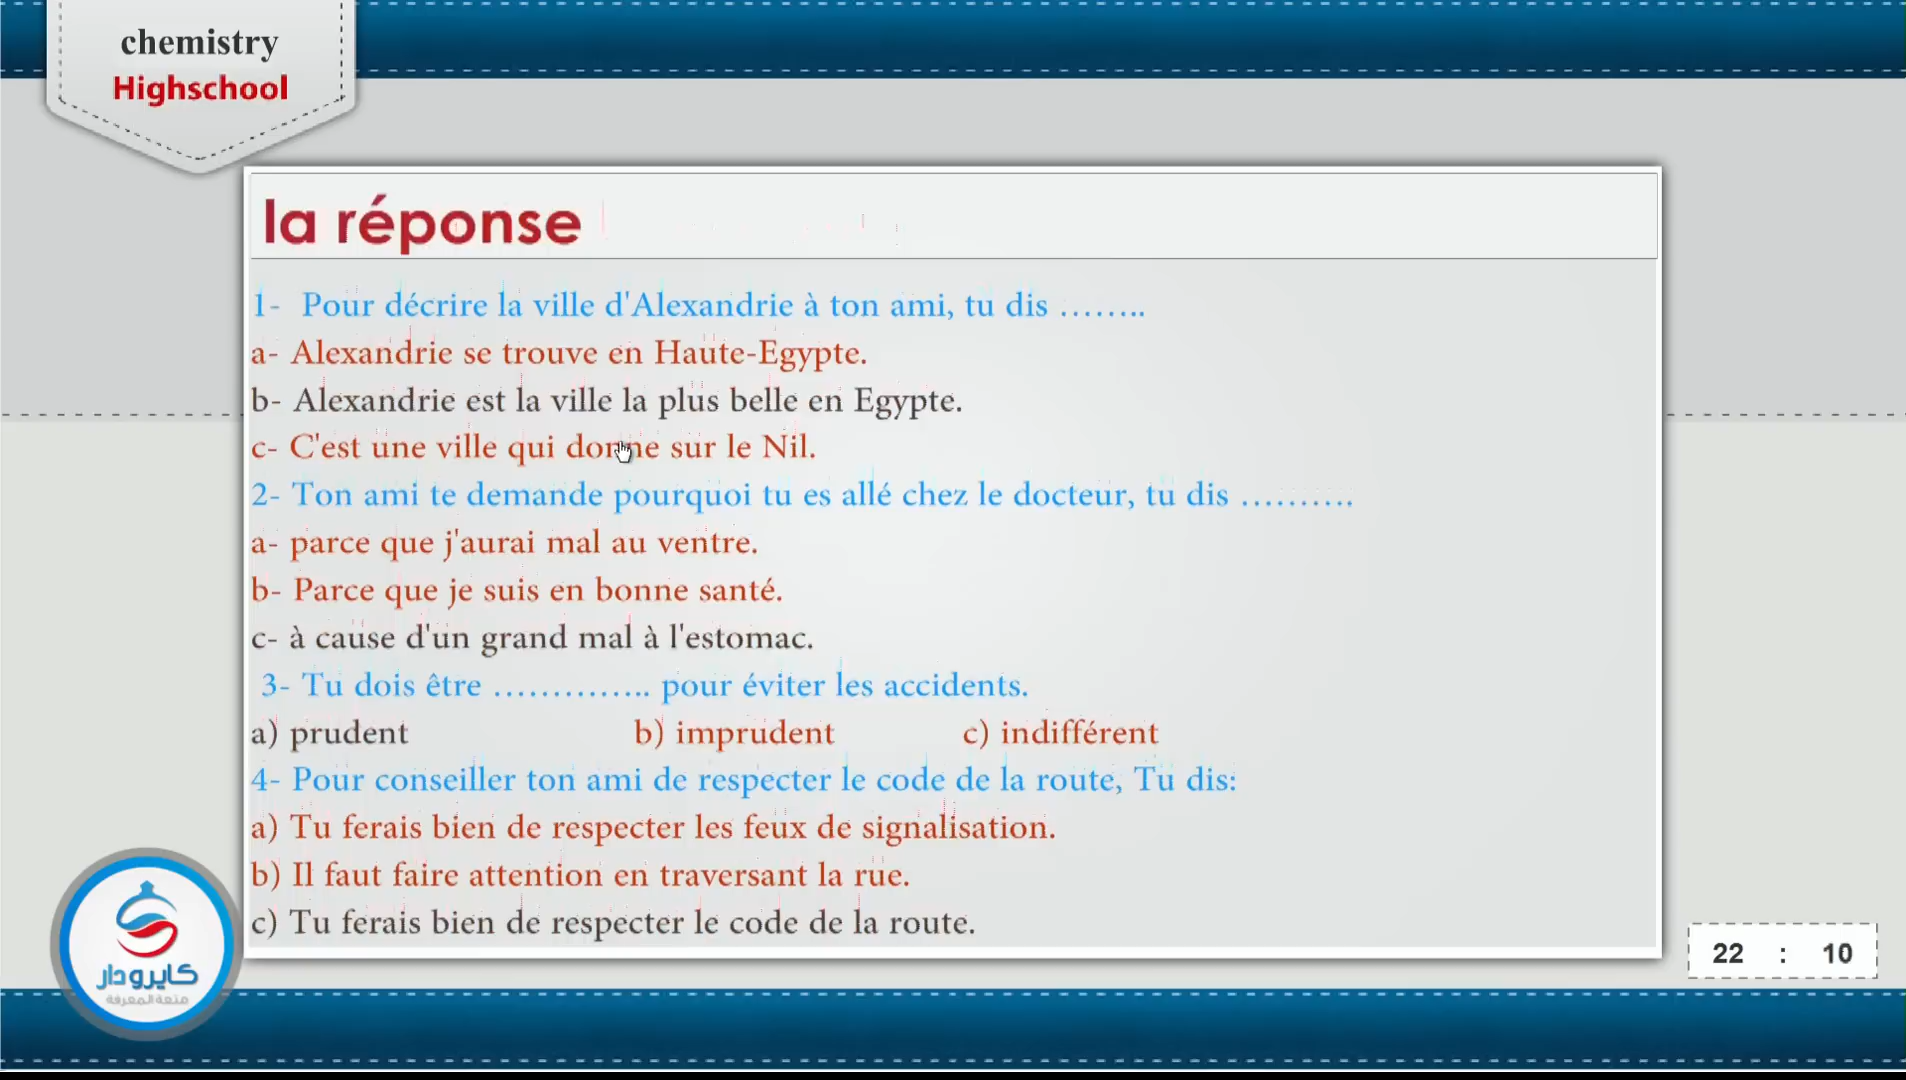 chemistry
Highschool
la réponse
1- Pour décrire la ville d'Alexandrie à ton ami, tu dis ........
a- Alexandrie se trouve en Haute-Egypte.
b- Alexandrie est la ville la plus belle en Egypte.
c- C'est une ville qui donne sur le Nil.
2- Ton ami te demande pourquoi tu es allé chez le docteur, tu dis ..........
a- parce que j'aurai mal au ventre.
b- Parce que je suis en bonne santé.
c- à cause d'un grand mal à l'estomac.
3- Tu dois être .............. pour éviter les accidents.
a) prudent b) imprudent c) indifférent
4- Pour conseiller ton ami de respecter le code de la route, Tu dis:
a) Tu ferais bien de respecter les feux de signalisation.
b) Il faut faire attention en traversant la rue.
c) Tu ferais bien de respecter le code de la route.
22 : 10
كايرودار
متعة المعرفة